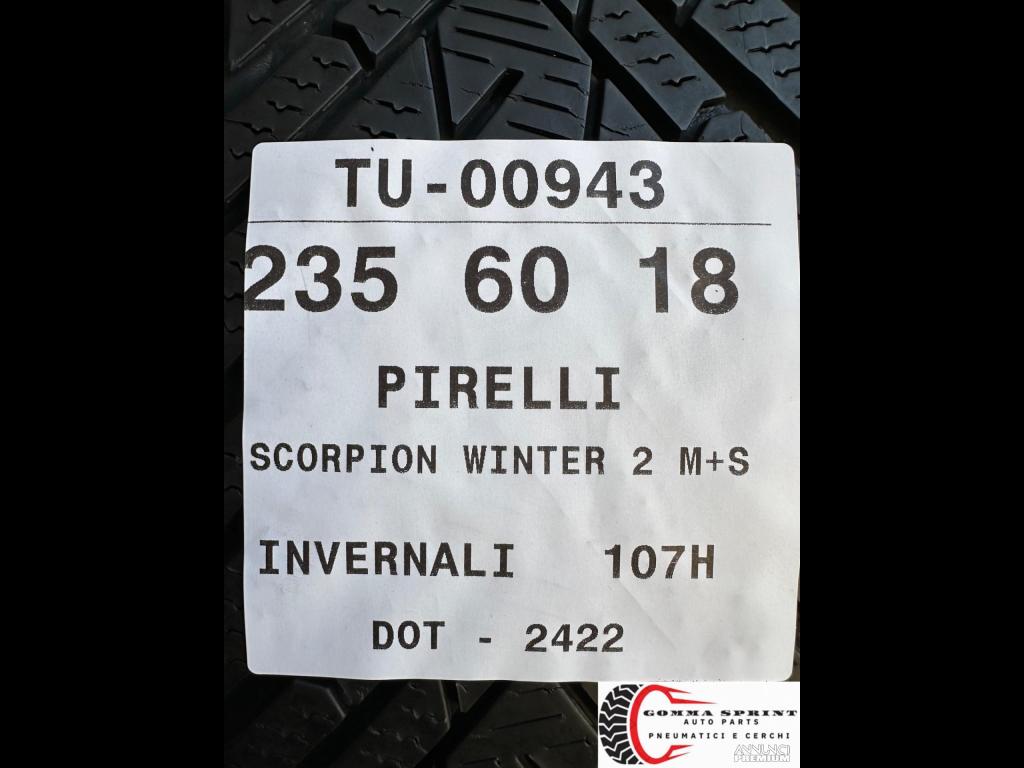 TU-00943
235 60 18
PIRELLI
SCORPION WINTER 2 M+S
INVERNALI 107H
DOT - 2422
GOMMA SPRINT
AUTO PARTS
PNEUMATICI E CERCHI
ANNUNCI
PREMIUM